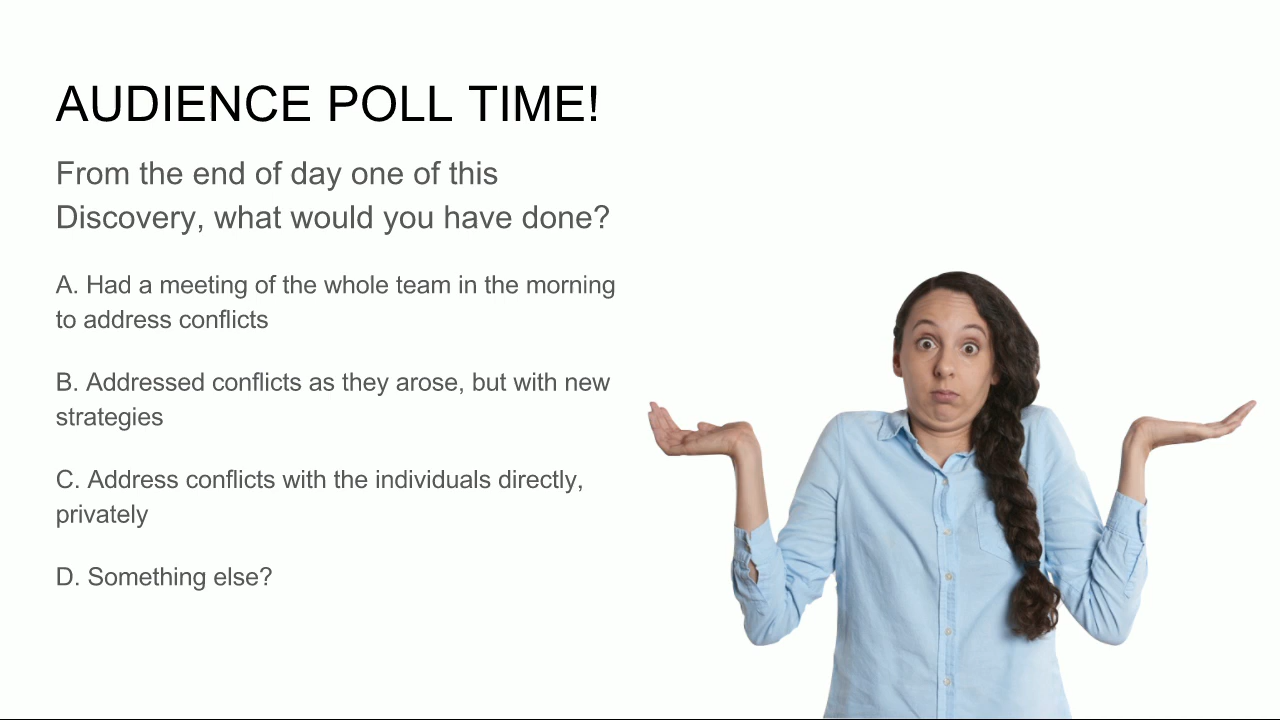 AUDIENCE POLL TIME!
From the end of day one of this
Discovery, what would you have done?
A. Had a meeting of the whole team in the morning
to address conflicts
B. Addressed conflicts as they arose, but with new
strategies
C. Address conflicts with the individuals directly,
privately
D. Something else?